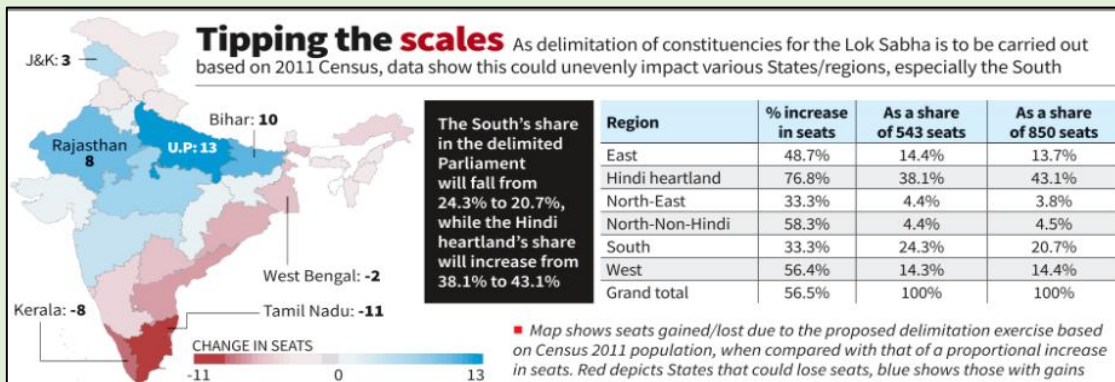 Tipping the scales As delimitation of constituencies for the Lok Sabha is to be carried out
based on 2011 Census, data show this could unevenly impact various States/regions, especially the South
J&K: 3
Bihar: 10
Rajasthan
8
U.P: 13
West Bengal: -2
Kerala: -8
Tamil Nadu: -11
CHANGE IN SEATS
-11 0 13
The South's share
in the delimited
Parliament
will fall from
24.3% to 20.7%,
while the Hindi
heartland's share
will increase from
38.1% to 43.1%
Region % increase in seats As a share of 543 seats As a share of 850 seats
East 48.7% 14.4% 13.7%
Hindi heartland 76.8% 38.1% 43.1%
North-East 33.3% 4.4% 3.8%
North-Non-Hindi 58.3% 4.4% 4.5%
South 33.3% 24.3% 20.7%
West 56.4% 14.3% 14.4%
Grand total 56.5% 100% 100%
■ Map shows seats gained/lost due to the proposed delimitation exercise based
on Census 2011 population, when compared with that of a proportional increase
in seats. Red depicts States that could lose seats, blue shows those with gains